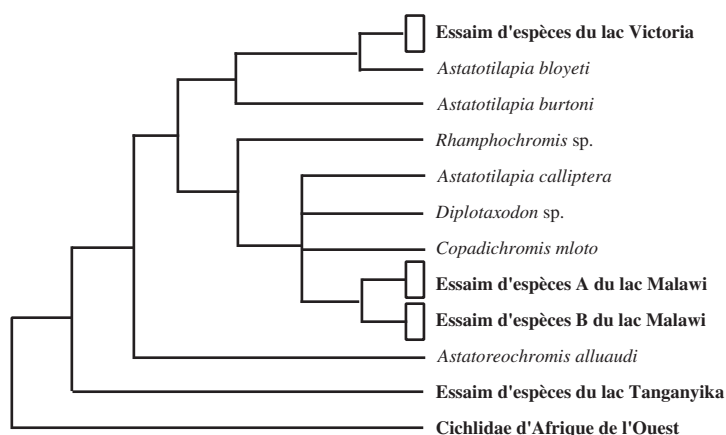 Essaim d'espèces du lac Victoria
Astatotilapia bloyeti
Astatotilapia burtoni
Rhamphochromis sp.
Astatotilapia calliptera
Diplotaxodon sp.
Copadichromis mloto
Essaim d'espèces A du lac Malawi
Essaim d'espèces B du lac Malawi
Astatoreochromis alluaudi
Essaim d'espèces du lac Tanganyika
Cichlidae d'Afrique de l'Ouest